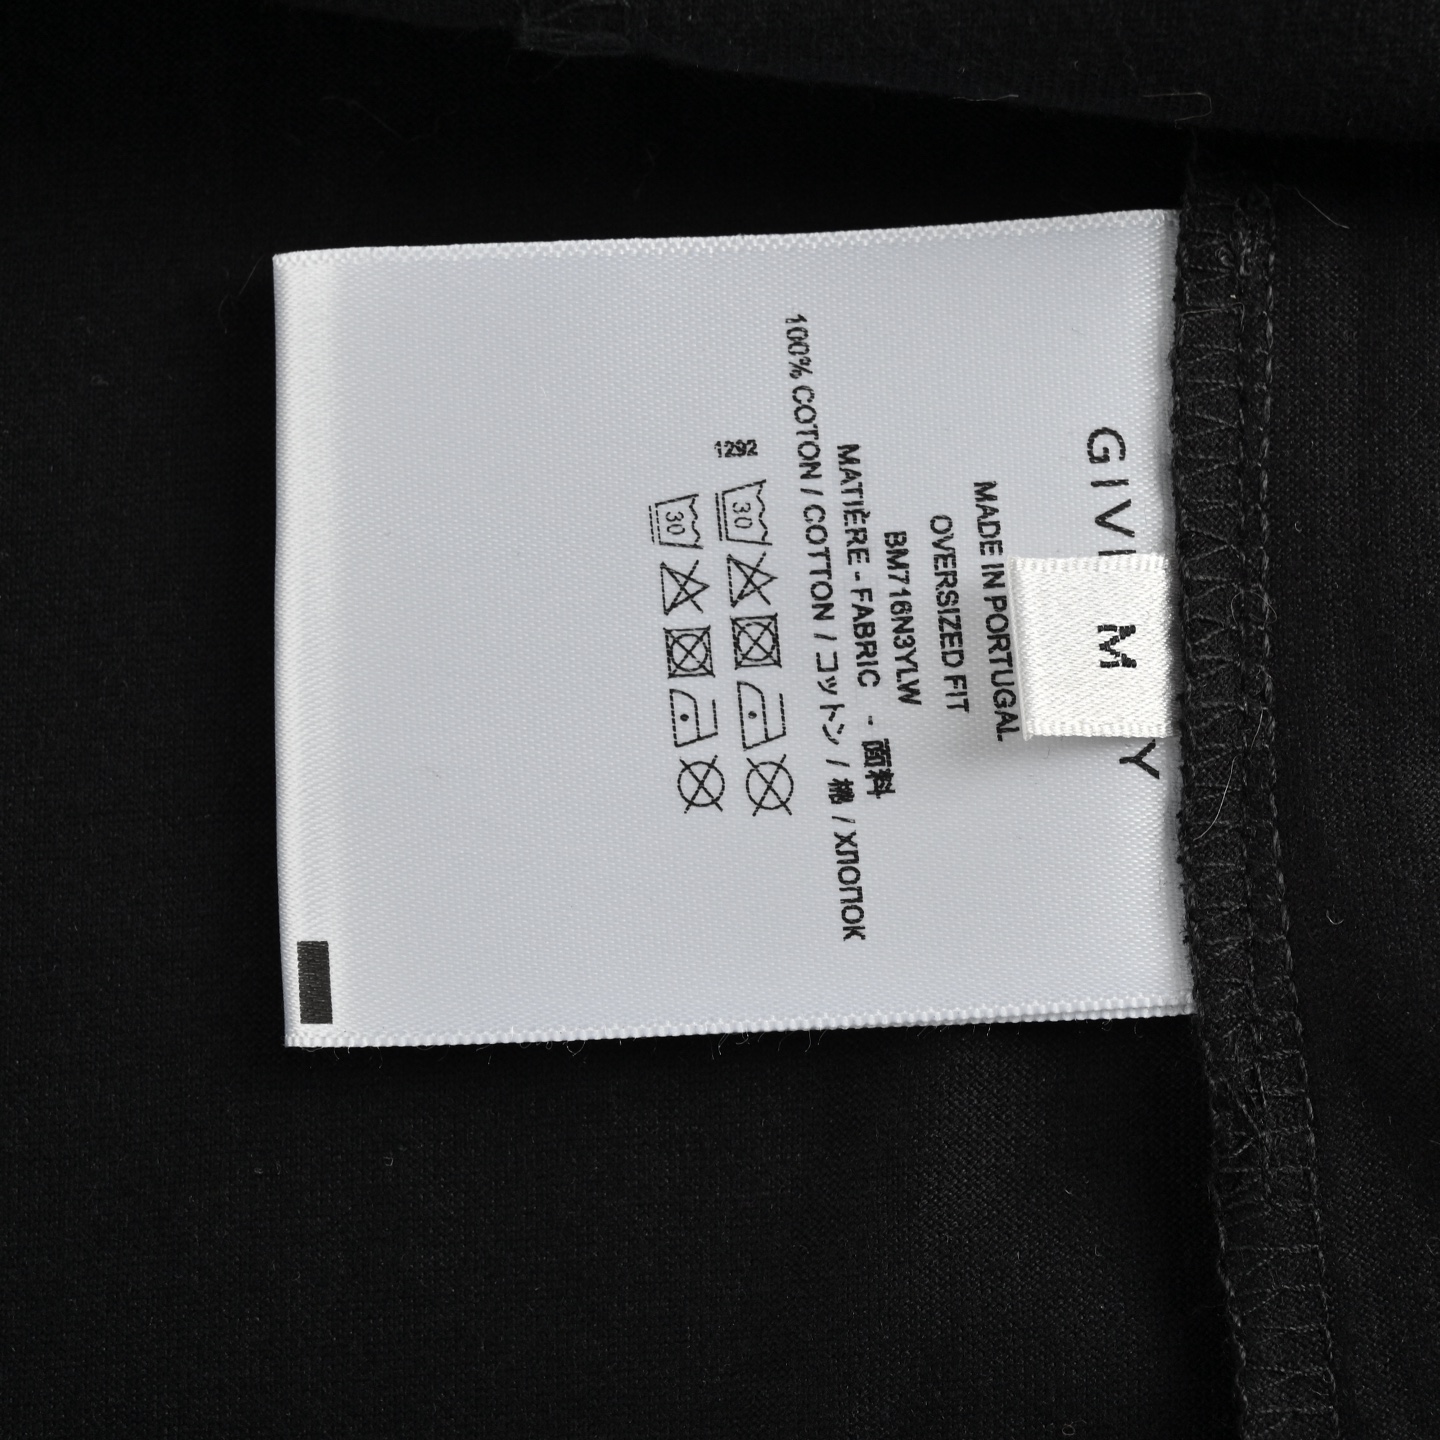 GIV
Y
M
MADE IN PORTUGAL
OVERSIZED FIT
BM716N3YLW
MATIÈRE - FABRIC - 面料
100% COTON / COTTON / コットン / 棉 / ХЛОПОК
1292
30
30